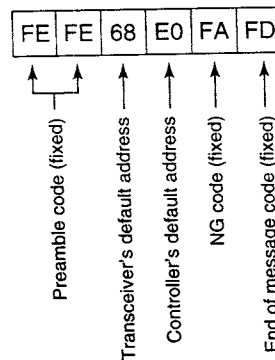 FE FE 68 E0 FA FD
Preamble code (fixed)
Transceiver's default address
Controller's default address
NG code (fixed)
End of message code (fixed)